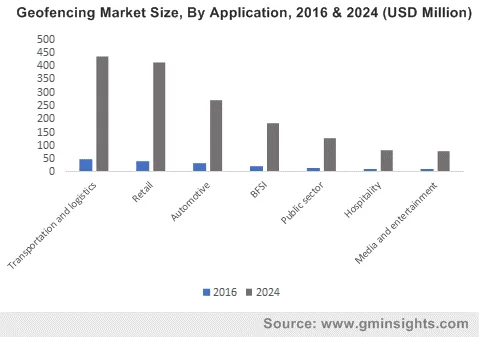 Geofencing Market Size, By Application, 2016 & 2024 (USD Million)
500
450
400
350
300
250
200
150
100
50
0
Transportation and logistics
Retail
Automotive
BFSI
Public sector
Hospitality
Media and entertainment
2016 2024
Source: www.gminsights.com